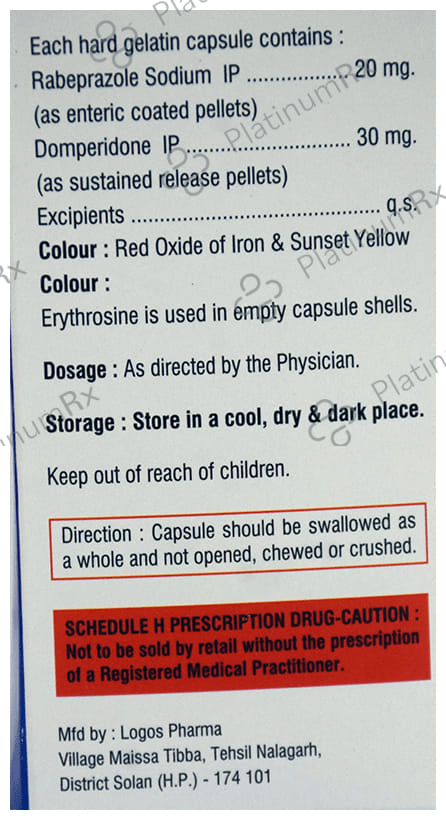 Each hard gelatin capsule contains :
Rabeprazole Sodium IP .................. 20 mg.
(as enteric coated pellets)
Domperidone IP ............................ 30 mg.
(as sustained release pellets)
Excipients .......................................... q.s.
Colour : Red Oxide of Iron & Sunset Yellow
Colour :
Erythrosine is used in empty capsule shells.
Dosage : As directed by the Physician.
Storage : Store in a cool, dry & dark place.
Keep out of reach of children.
Direction : Capsule should be swallowed as
a whole and not opened, chewed or crushed.
SCHEDULE H PRESCRIPTION DRUG-CAUTION :
Not to be sold by retail without the prescription
of a Registered Medical Practitioner.
Mfd by : Logos Pharma
Village Maissa Tibba, Tehsil Nalagarh,
District Solan (H.P.) - 174 101
PlatinumRx
PlatinumRx